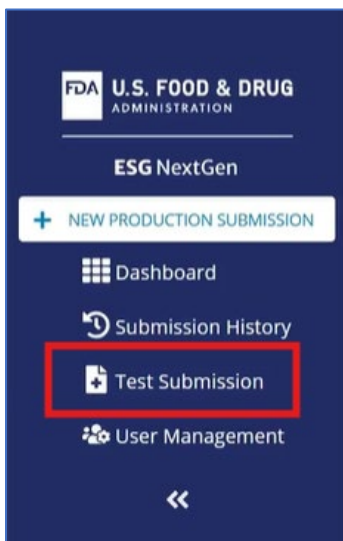 FDA U.S. FOOD & DRUG
ADMINISTRATION
ESG NextGen
+ NEW PRODUCTION SUBMISSION
Dashboard
Submission History
Test Submission
User Management